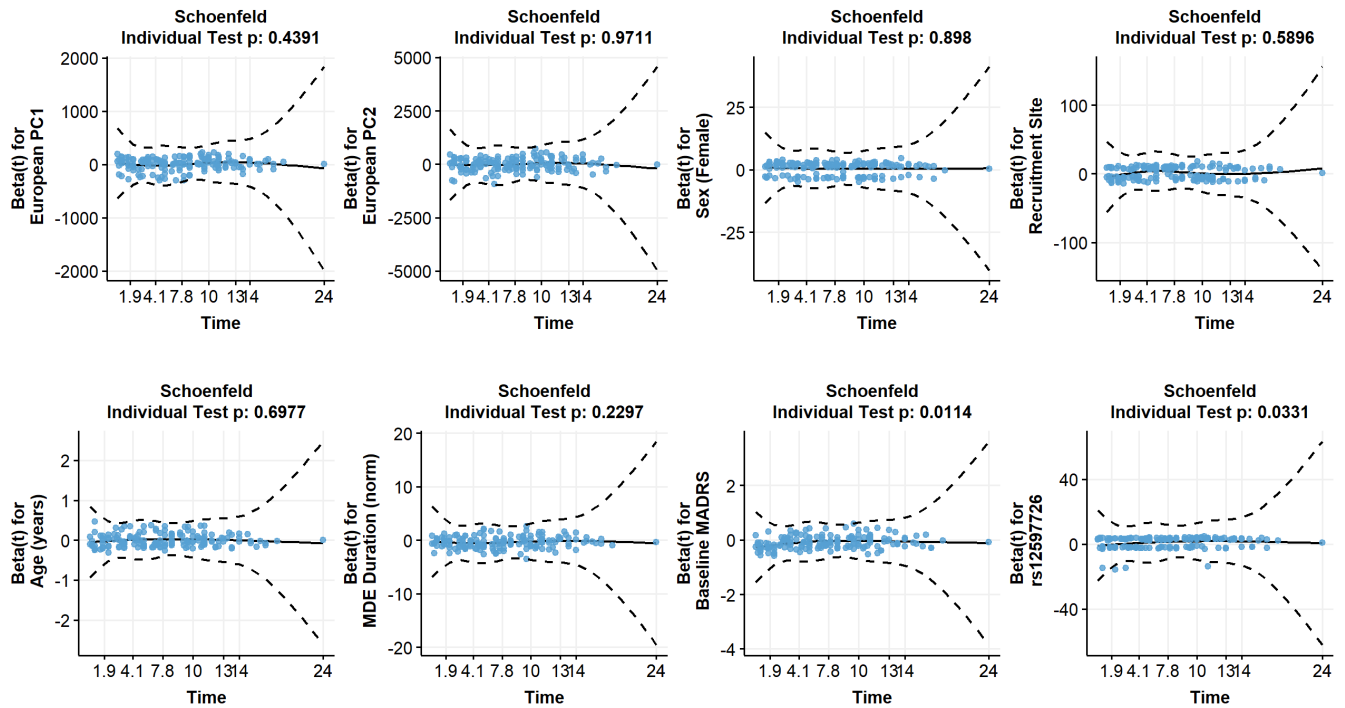 Schoenfeld
Individual Test p: 0.4391
Beta(t) for
European PC1
2000
1000
0
-1000
-2000
1.9 4.1 7.8 10 13 14 24
Time
Schoenfeld
Individual Test p: 0.9711
Beta(t) for
European PC2
5000
2500
0
-2500
-5000
1.9 4.1 7.8 10 13 14 24
Time
Schoenfeld
Individual Test p: 0.898
Beta(t) for
Sex (Female)
25
0
-25
1.9 4.1 7.8 10 13 14 24
Time
Schoenfeld
Individual Test p: 0.5896
Beta(t) for
Recruitment Site
100
0
-100
1.9 4.1 7.8 10 13 14 24
Time
Schoenfeld
Individual Test p: 0.6977
Beta(t) for
Age (years)
2
1
0
-1
-2
1.9 4.1 7.8 10 13 14 24
Time
Schoenfeld
Individual Test p: 0.2297
Beta(t) for
MDE Duration (norm)
20
10
0
-10
-20
1.9 4.1 7.8 10 13 14 24
Time
Schoenfeld
Individual Test p: 0.0114
Beta(t) for
Baseline MADRS
2
0
-2
-4
1.9 4.1 7.8 10 13 14 24
Time
Schoenfeld
Individual Test p: 0.0331
Beta(t) for
rs12597726
40
0
-40
1.9 4.1 7.8 10 13 14 24
Time